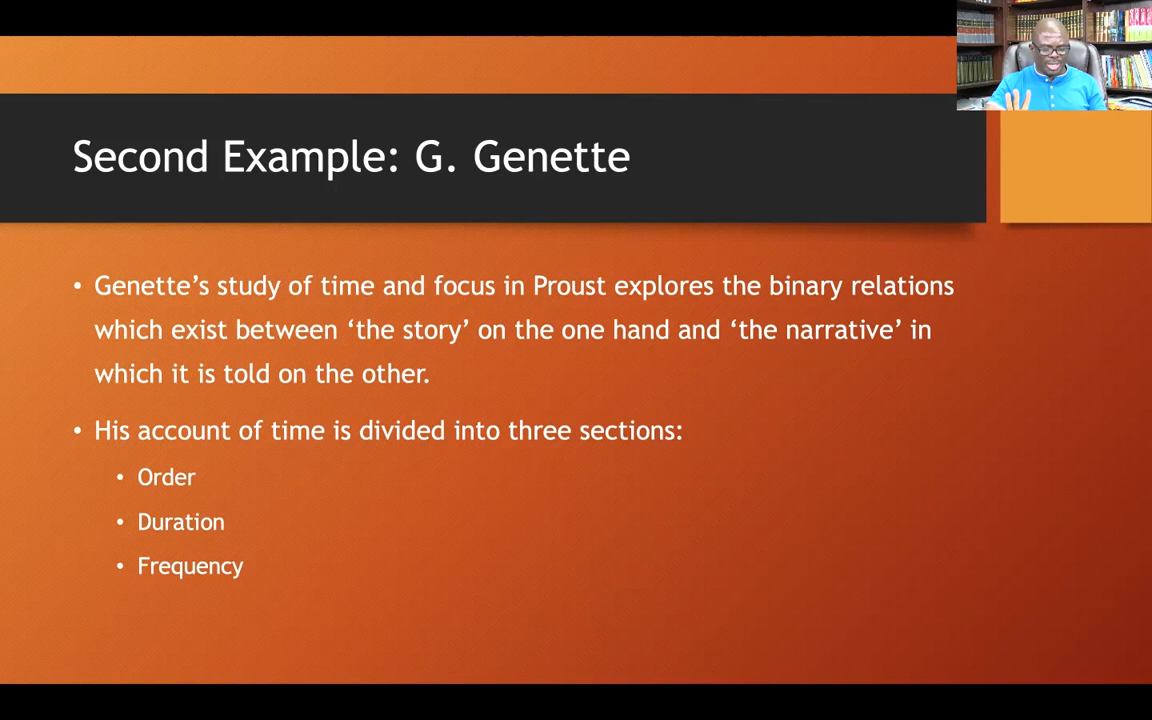 Second Example: G. Genette
• Genette’s study of time and focus in Proust explores the binary relations
which exist between ‘the story’ on the one hand and ‘the narrative’ in
which it is told on the other.
• His account of time is divided into three sections:
• Order
• Duration
• Frequency